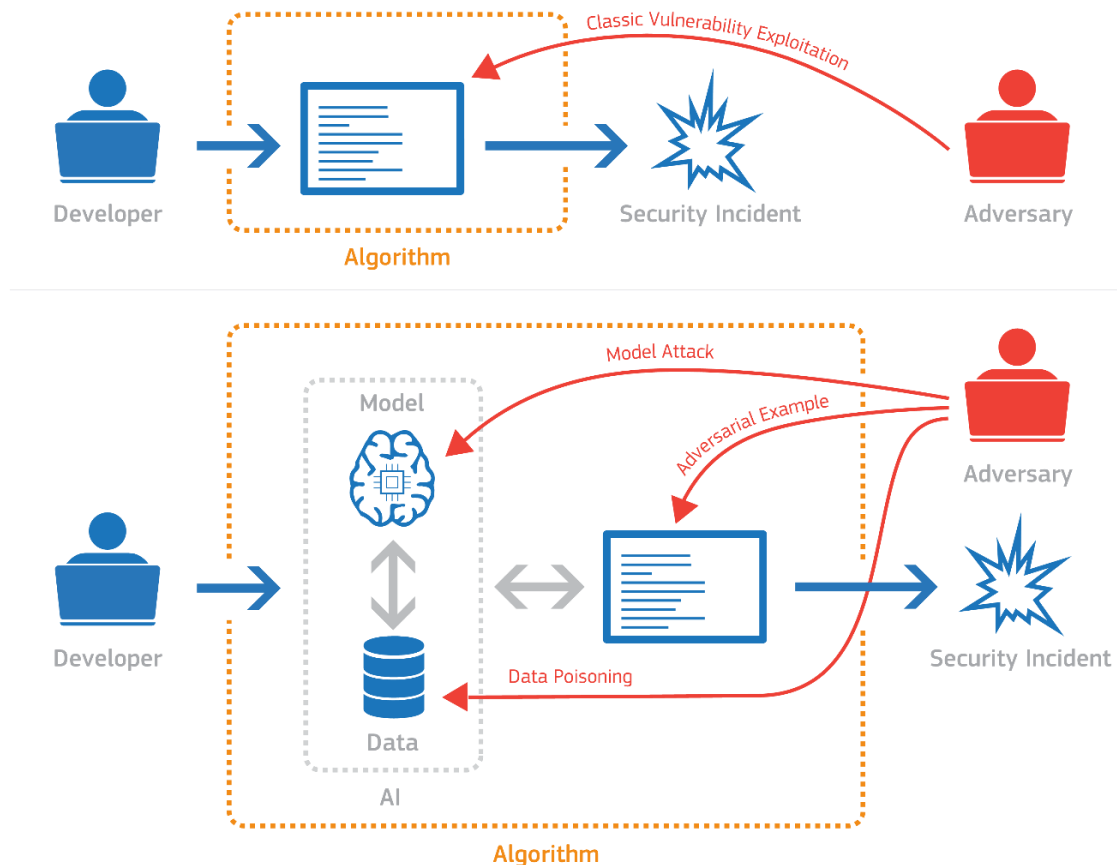 Classic Vulnerability Exploitation
Developer
Security Incident
Adversary
Algorithm
Model Attack
Model
Adversarial Example
Adversary
Developer
Data Poisoning
Security Incident
Data
AI
Algorithm